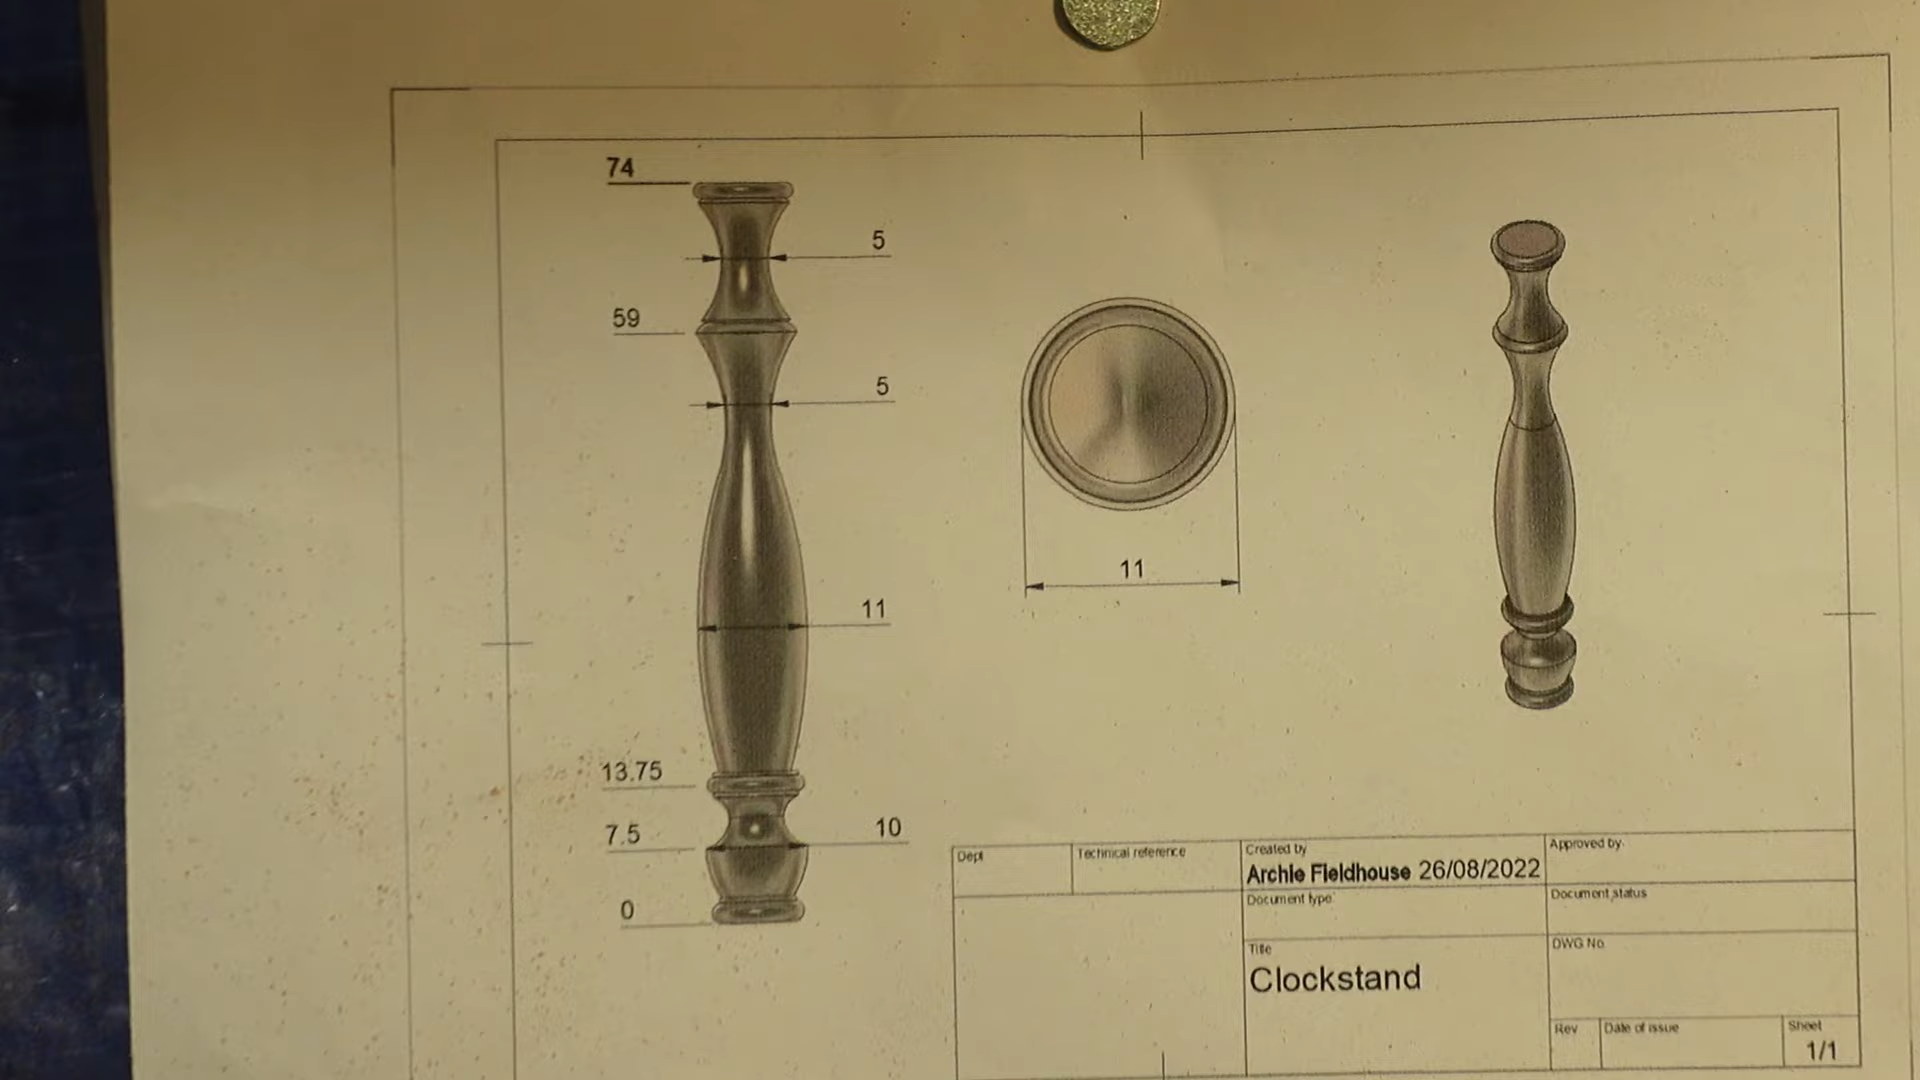 74
5
59
5
11
11
13.75
7.5
10
0
Dept
Technical reference
Created by
Archie Fieldhouse 26/08/2022
Approved by
Document type
Document status
Title
Clockstand
DWG No.
Rev
Date of issue
Sheet
1/1